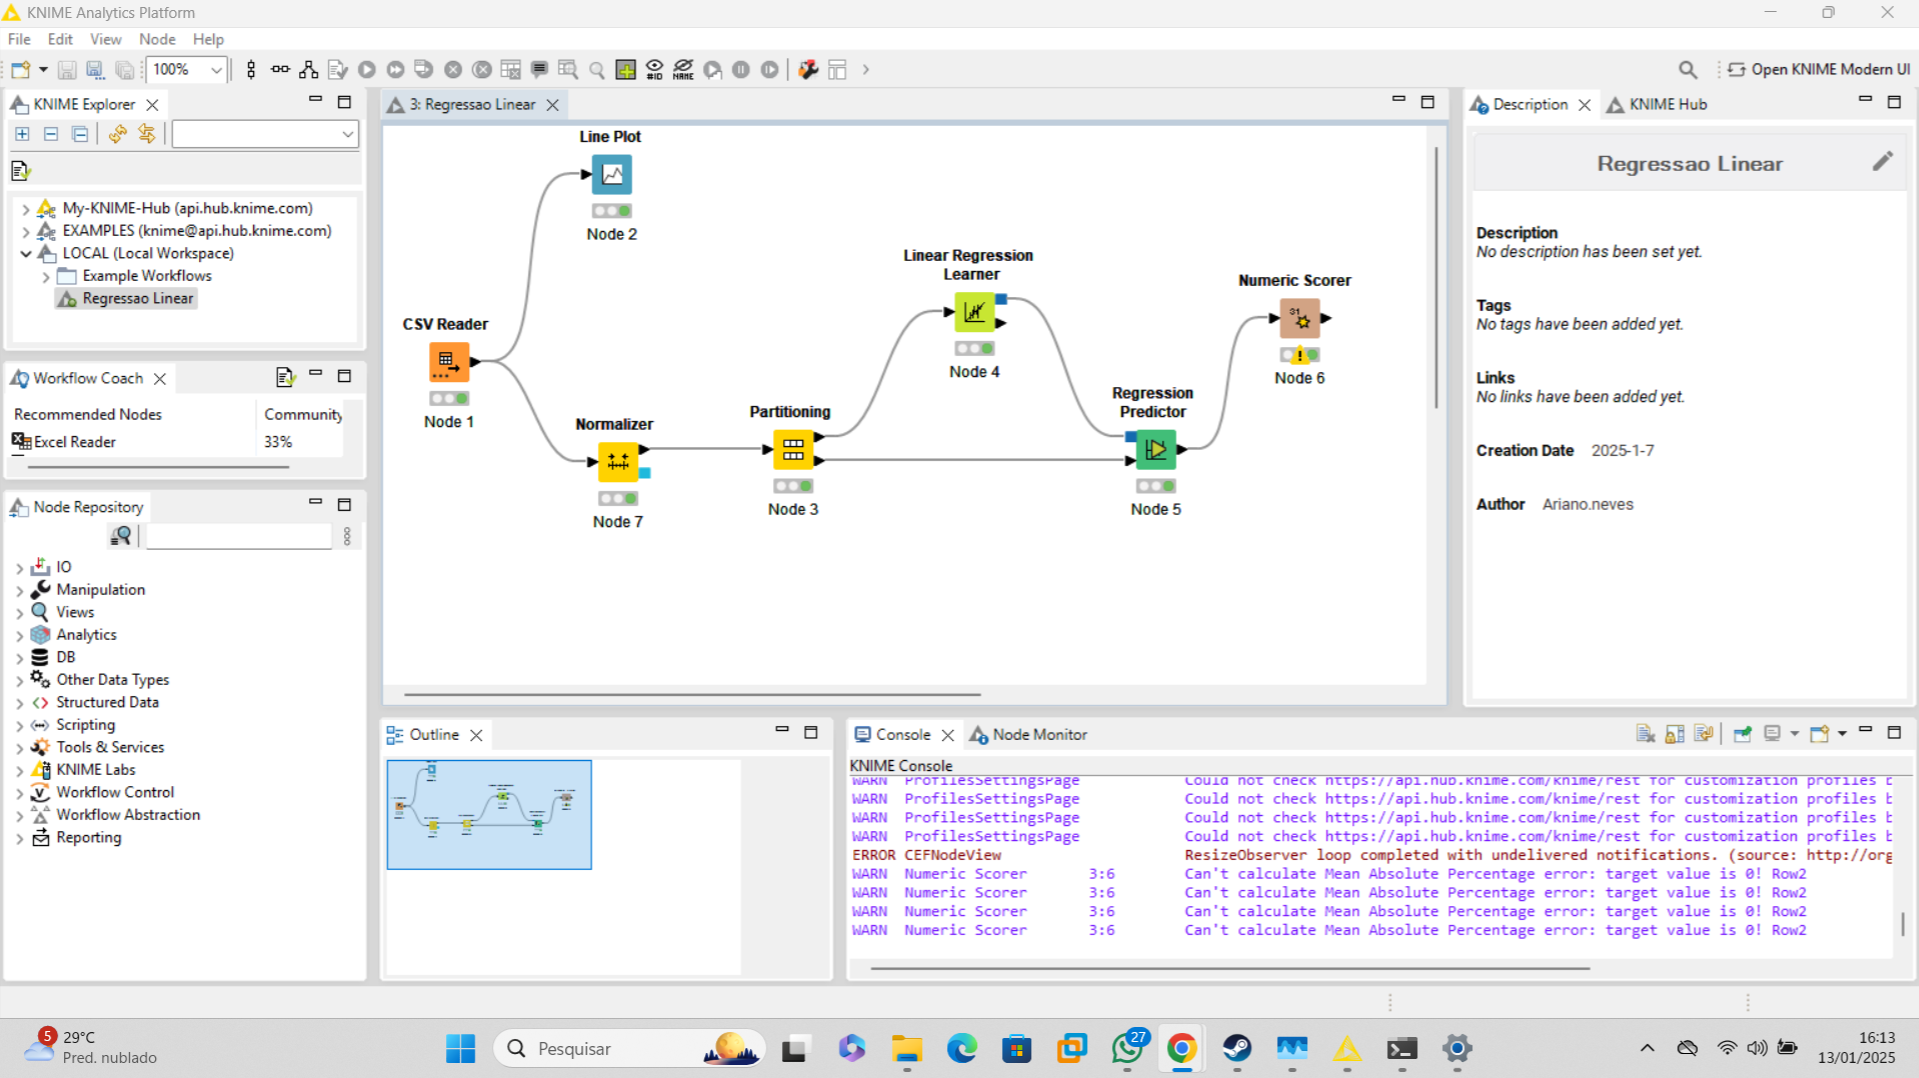 KNIME Analytics Platform
File Edit View Node Help
100%
#ID
NAME
Open KNIME Modern UI
KNIME Explorer
My-KNIME-Hub (api.hub.knime.com)
EXAMPLES (knime@api.hub.knime.com)
LOCAL (Local Workspace)
Example Workflows
Regressao Linear
Workflow Coach
Recommended Nodes Community
Excel Reader 33%
Node Repository
IO
Manipulation
Views
Analytics
DB
Other Data Types
Structured Data
Scripting
Tools & Services
KNIME Labs
Workflow Control
Workflow Abstraction
Reporting
3: Regressao Linear
Line Plot
Node 2
CSV Reader
Node 1
Normalizer
Node 7
Partitioning
Node 3
Linear Regression
Learner
Node 4
Regression
Predictor
Node 5
Numeric Scorer
31
Node 6
Description KNIME Hub
Regressao Linear
Description
No description has been set yet.
Tags
No tags have been added yet.
Links
No links have been added yet.
Creation Date 2025-1-7
Author Ariano.neves
Outline
Console Node Monitor
KNIME Console
WARN ProfilesSettingsPage Could not check https://api.hub.knime.com/knime/rest for customization profiles
WARN ProfilesSettingsPage Could not check https://api.hub.knime.com/knime/rest for customization profiles
WARN ProfilesSettingsPage Could not check https://api.hub.knime.com/knime/rest for customization profiles
WARN ProfilesSettingsPage Could not check https://api.hub.knime.com/knime/rest for customization profiles
ERROR CEFNodeView ResizeObserver loop completed with undelivered notifications. (source: http://org
WARN Numeric Scorer 3:6 Can't calculate Mean Absolute Percentage error: target value is 0! Row2
WARN Numeric Scorer 3:6 Can't calculate Mean Absolute Percentage error: target value is 0! Row2
WARN Numeric Scorer 3:6 Can't calculate Mean Absolute Percentage error: target value is 0! Row2
WARN Numeric Scorer 3:6 Can't calculate Mean Absolute Percentage error: target value is 0! Row2
5
29°C
Pred. nublado
Pesquisar
27
16:13
13/01/2025